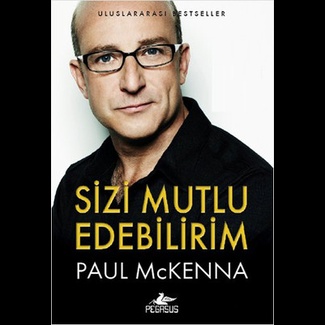 ULUSLARARASI BESTSELLER
SİZİ MUTLU
EDEBİLİRİM
PAUL McKENNA
PEGASUS